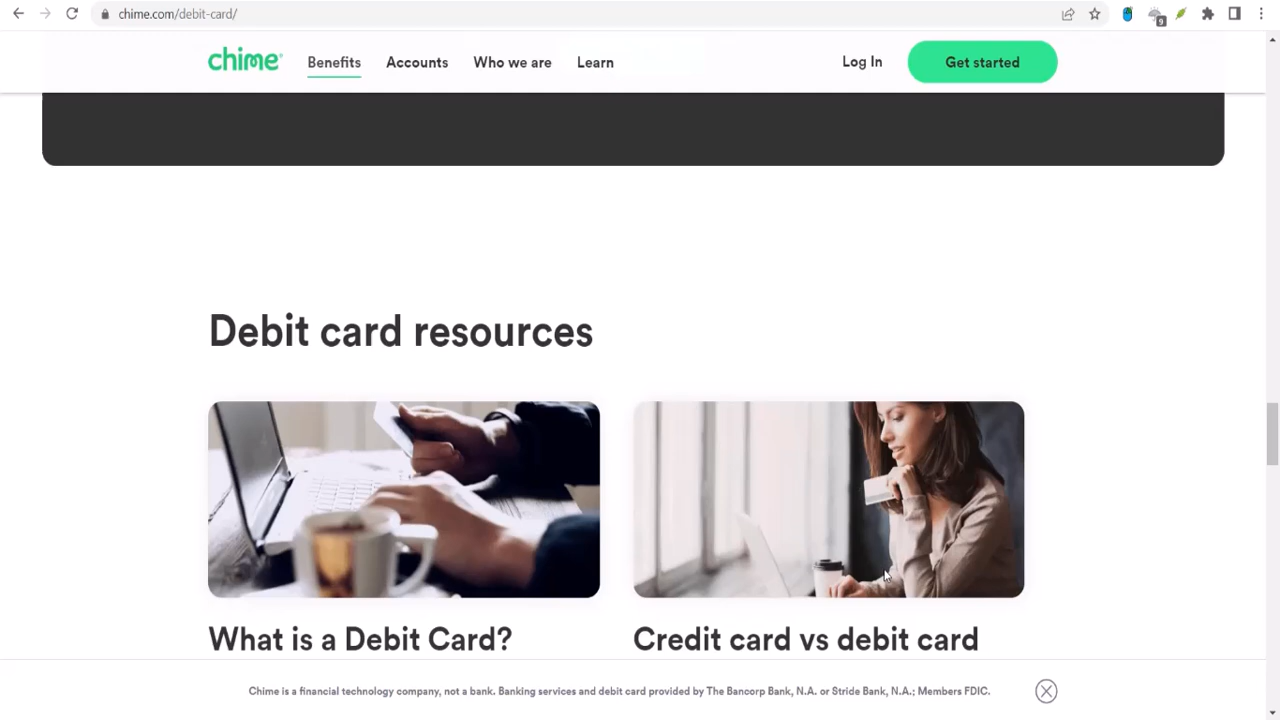 chime.com/debit-card/
9
chime
Benefits
Accounts
Who we are
Learn
Log In
Get started
Debit card resources
What is a Debit Card?
Credit card vs debit card
Chime is a financial technology company, not a bank. Banking services and debit card provided by The Bancorp Bank, N.A. or Stride Bank, N.A.; Members FDIC.